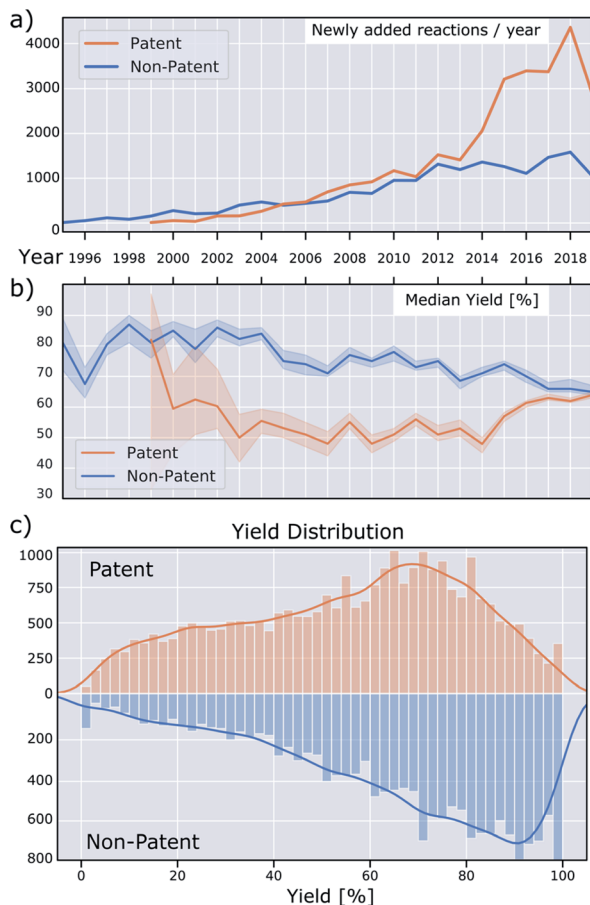 a)
Newly added reactions / year
Patent
Non-Patent
4000
3000
2000
1000
0
Year 1996 1998 2000 2002 2004 2006 2008 2010 2012 2014 2016 2018
b)
Median Yield [%]
90
80
70
60
50
40
30
Patent
Non-Patent
c)
Yield Distribution
Patent
1000
750
500
250
0
200
400
600
800
Non-Patent
0 20 40 60 80 100
Yield [%]